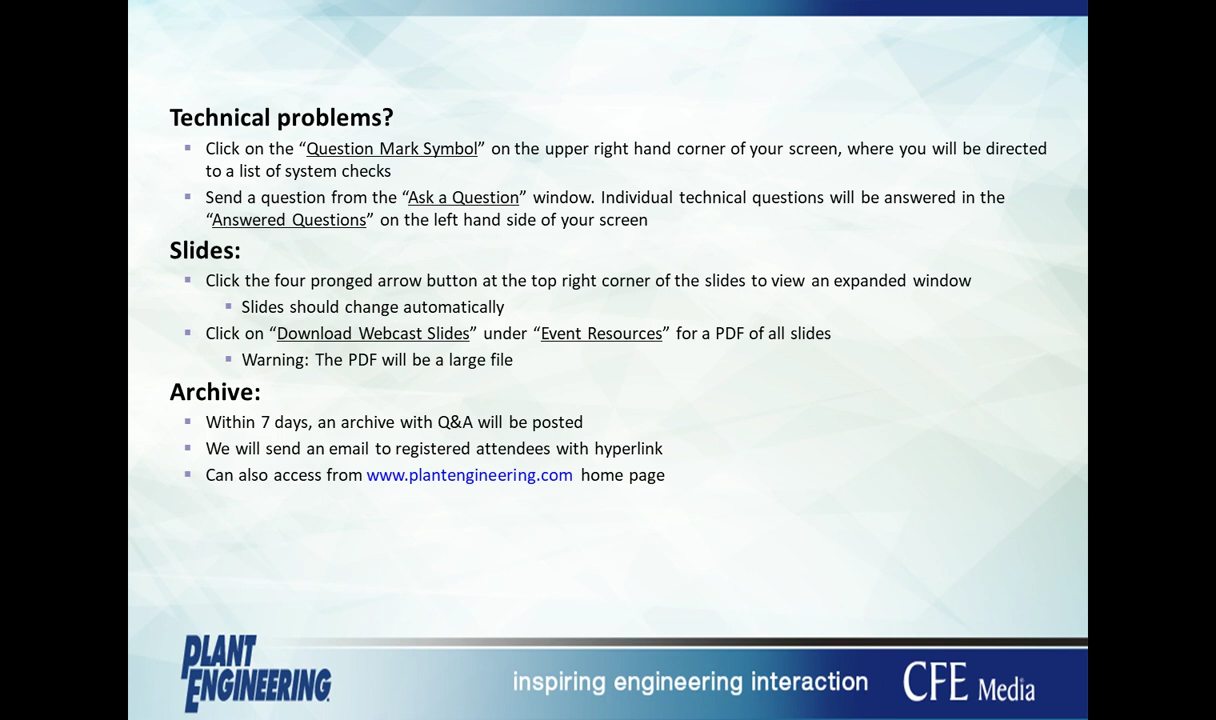 Technical problems?
▪ Click on the “Question Mark Symbol” on the upper right hand corner of your screen, where you will be directed
to a list of system checks
▪ Send a question from the “Ask a Question” window. Individual technical questions will be answered in the
“Answered Questions” on the left hand side of your screen
Slides:
▪ Click the four pronged arrow button at the top right corner of the slides to view an expanded window
▪ Slides should change automatically
▪ Click on “Download Webcast Slides” under “Event Resources” for a PDF of all slides
▪ Warning: The PDF will be a large file
Archive:
▪ Within 7 days, an archive with Q&A will be posted
▪ We will send an email to registered attendees with hyperlink
▪ Can also access from www.plantengineering.com home page
PLANT
ENGINEERING
inspiring engineering interaction
CFE Media